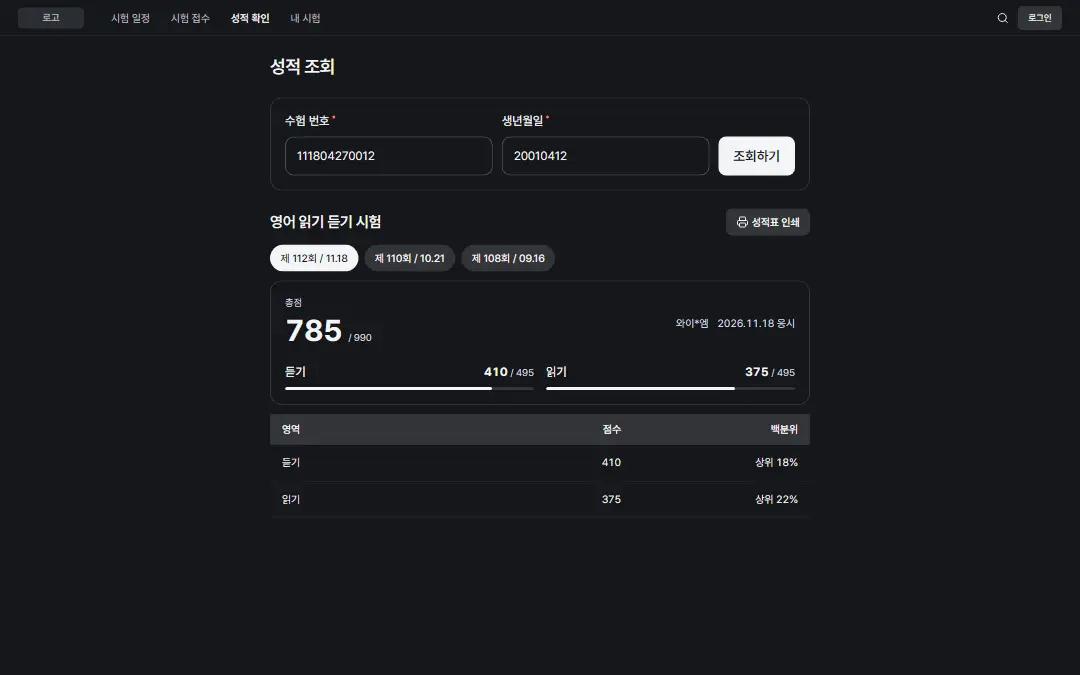 로고 시험 일정 시험 접수 성적 확인 내 시험 로그인
성적 조회
수험 번호* 생년월일*
111804270012 20010412 조회하기
영어 읽기 듣기 시험 성적표 인쇄
제 112회 / 11.18 제 110회 / 10.21 제 108회 / 09.16
총점
785 / 990 와이*엠 2026.11.18 응시
듣기 410 / 495 읽기 375 / 495
영역 점수 백분위
듣기 410 상위 18%
읽기 375 상위 22%